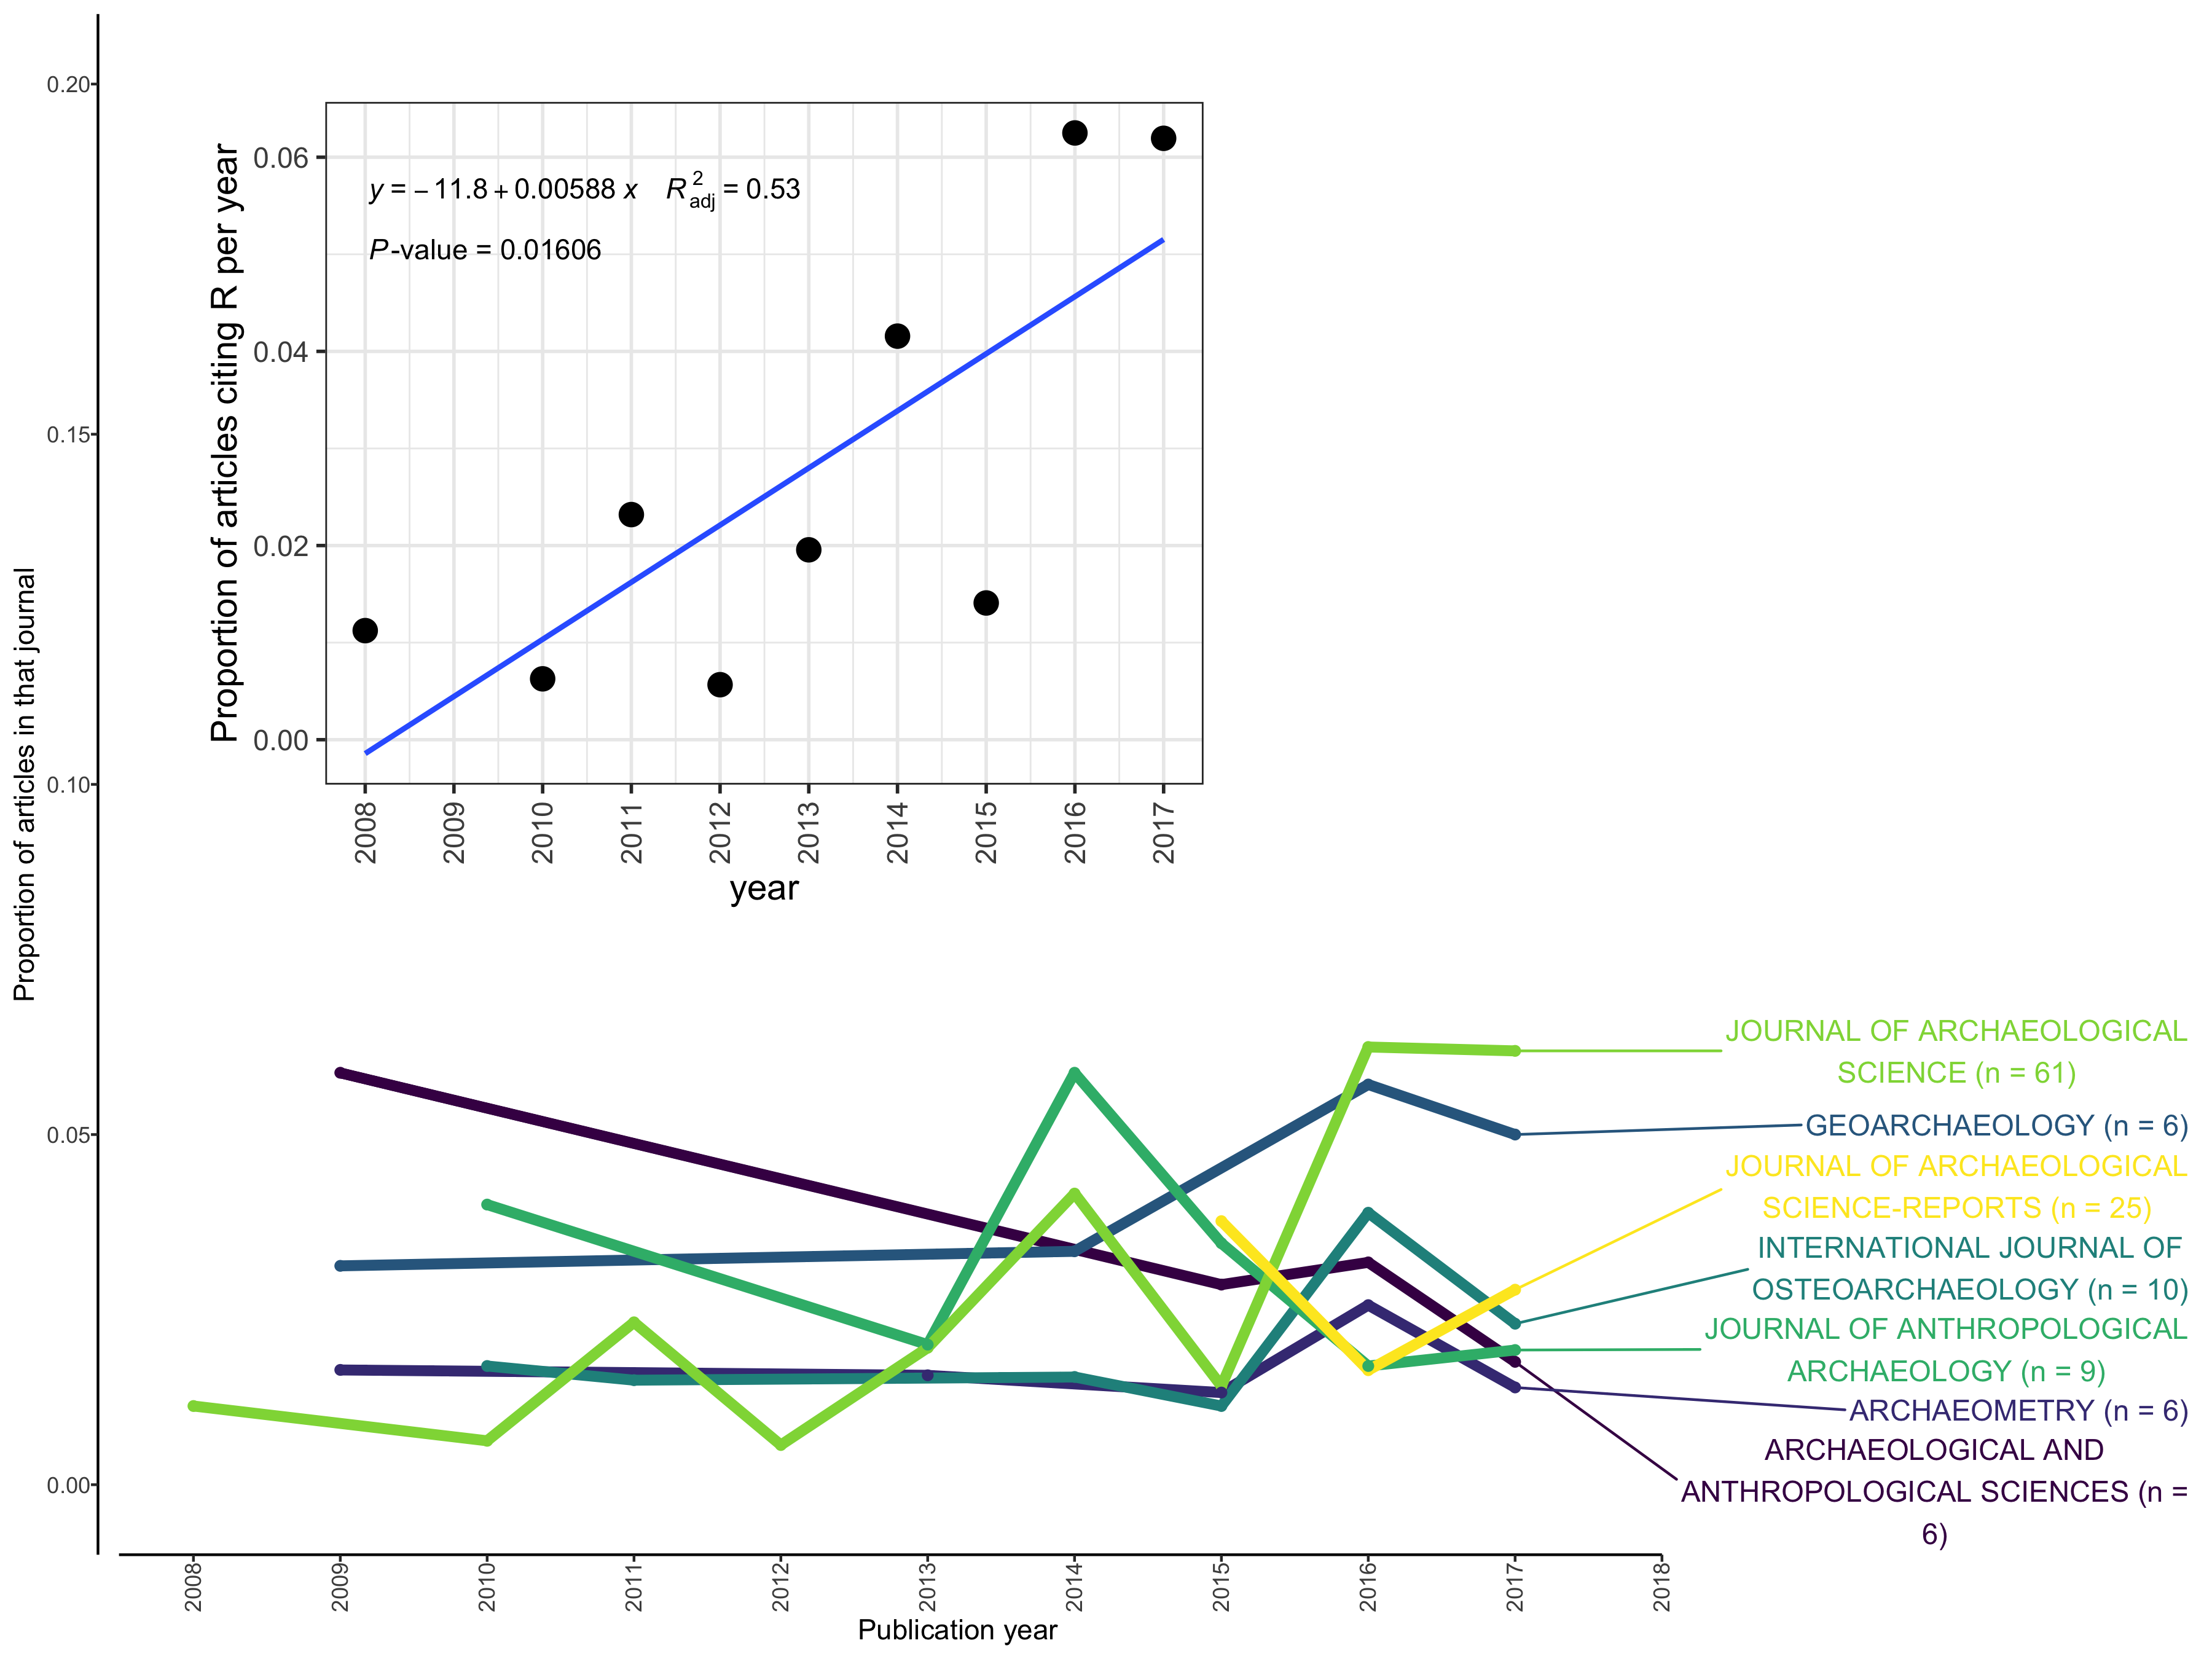 0.20
0.15
0.10
0.05
0.00
Proportion of articles in that journal
Proportion of articles citing R per year
0.06
0.04
0.02
0.00
y = − 11.8 + 0.00588 x R²adj = 0.53
P-value = 0.01606
2008
2009
2010
2011
2012
2013
2014
2015
2016
2017
year
JOURNAL OF ARCHAEOLOGICAL
SCIENCE (n = 61)
GEOARCHAEOLOGY (n = 6)
JOURNAL OF ARCHAEOLOGICAL
SCIENCE-REPORTS (n = 25)
INTERNATIONAL JOURNAL OF
OSTEOARCHAEOLOGY (n = 10)
JOURNAL OF ANTHROPOLOGICAL
ARCHAEOLOGY (n = 9)
ARCHAEOMETRY (n = 6)
ARCHAEOLOGICAL AND
ANTHROPOLOGICAL SCIENCES (n =
6)
2008
2009
2010
2011
2012
2013
2014
2015
2016
2017
2018
Publication year